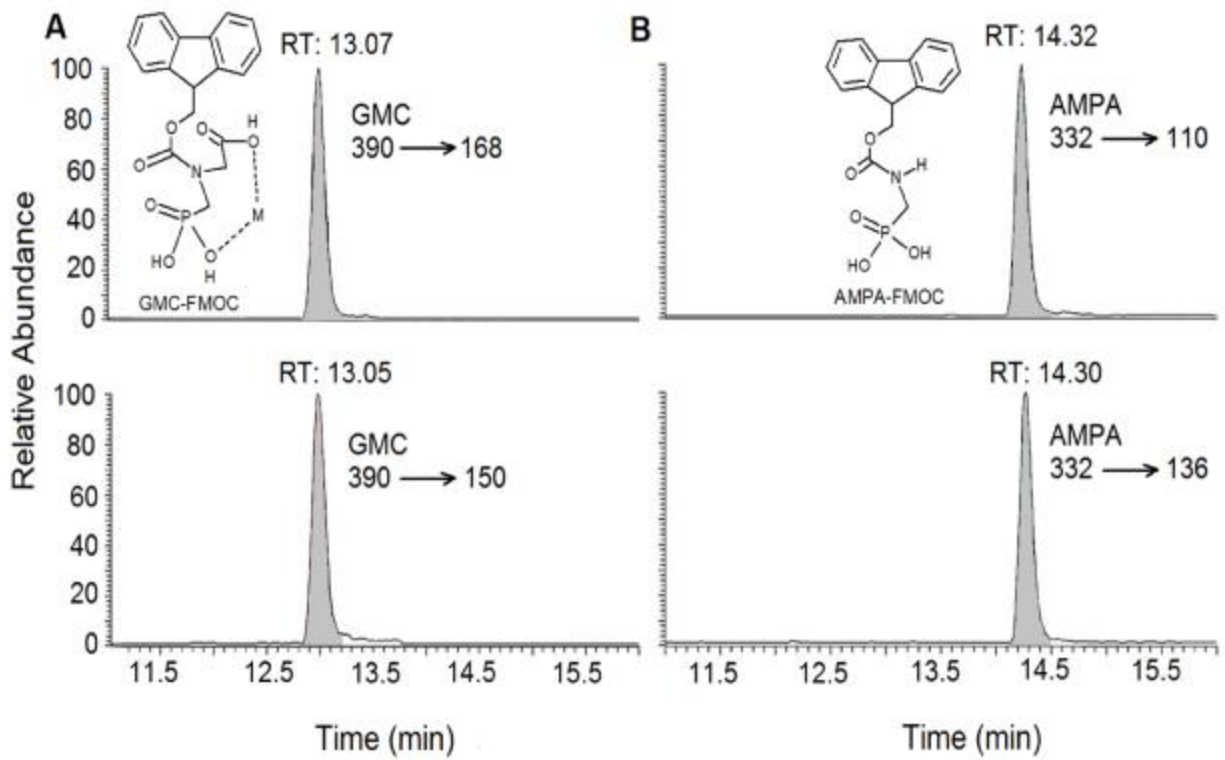 A
RT: 13.07
GMC
390 → 168
100
80
60
40
20
0
O
O
H
O
O
N
O
P
M
HO
O
H
GMC-FMOC
B
RT: 14.32
AMPA
332 → 110
O
O
N
H
O
P
OH
HO
AMPA-FMOC
Relative Abundance
RT: 13.05
GMC
390 → 150
100
80
60
40
20
0
11.5 12.5 13.5 14.5 15.5
Time (min)
RT: 14.30
AMPA
332 → 136
11.5 12.5 13.5 14.5 15.5
Time (min)